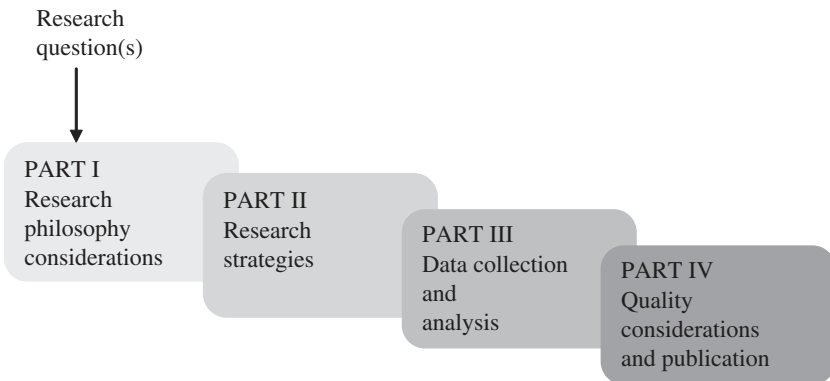 Research
question(s)
PART I
Research
philosophy
considerations
PART II
Research
strategies
PART III
Data collection
and
analysis
PART IV
Quality
considerations
and publication